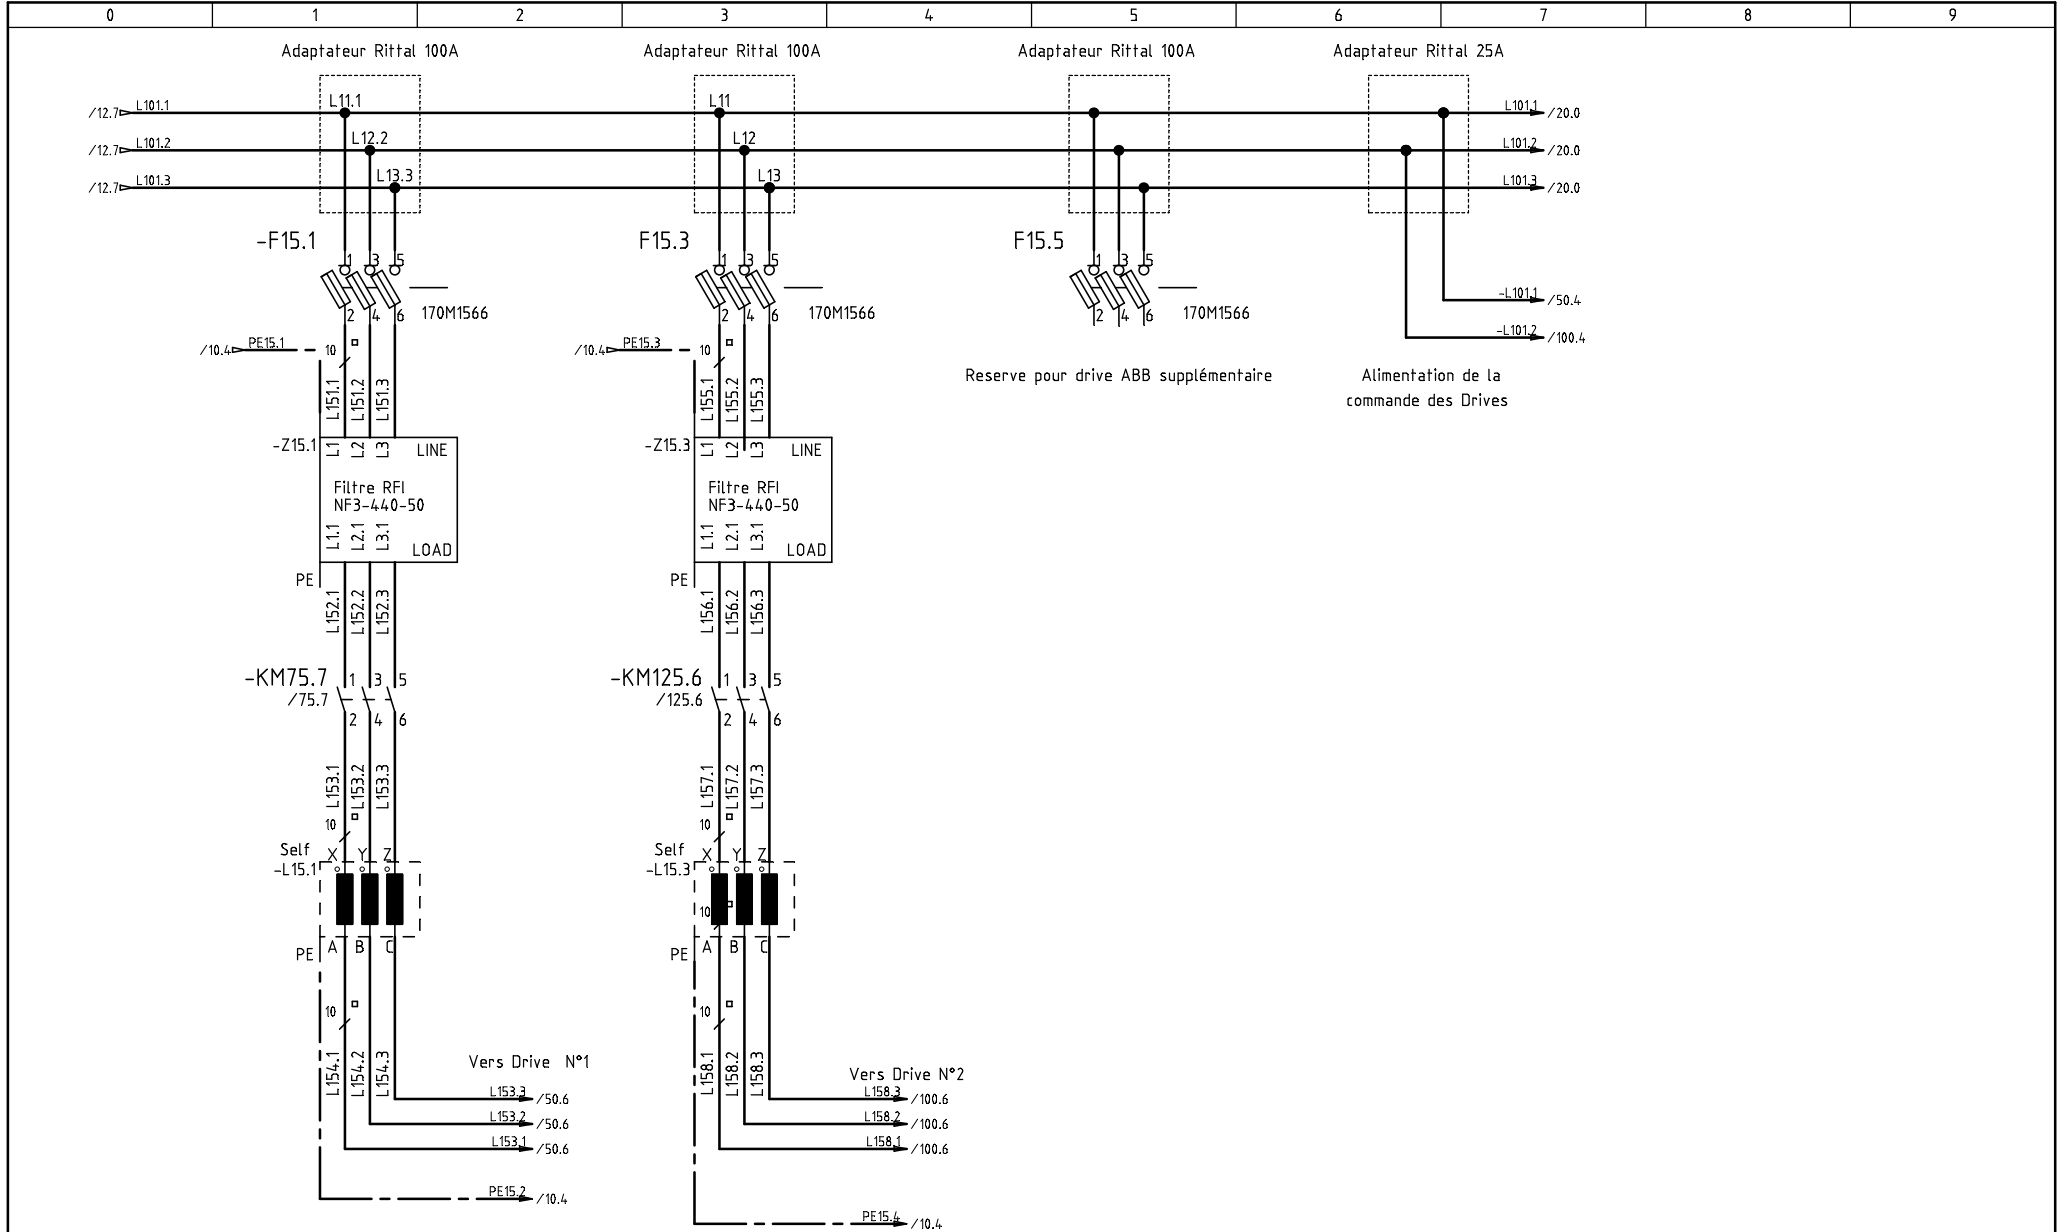 0 1 2 3 4 5 6 7 8 9
Adaptateur Rittal 100A
Adaptateur Rittal 100A
Adaptateur Rittal 100A
Adaptateur Rittal 25A
/12.7 L101.1
L11.1
L11
L101.1 /20.0
/12.7 L101.2
L12.2
L12
L101.2 /20.0
/12.7 L101.3
L13.3
L13
L101.3 /20.0
-F15.1
1 3 5
2 4 6
170M1566
F15.3
1 3 5
2 4 6
170M1566
F15.5
1 3 5
2 4 6
170M1566
-L101.1 /50.4
-L101.2 /100.4
Reserve pour drive ABB supplémentaire
Alimentation de la
commande des Drives
/10.4 PE15.1
10
L151.1 L151.2 L151.3
-Z15.1
L1 L2 L3 LINE
Filtre RFI
NF3-440-50
L1.1 L2.1 L3.1 LOAD
PE
L152.1 L152.2 L152.3
-KM75.7
/75.7
1 3 5
2 4 6
L153.1 L153.2 L153.3
10
Self
-L15.1
X Y Z
A B C
PE
10
L154.1 L154.2 L154.3
Vers Drive N°1
L153.3 /50.6
L153.2 /50.6
L153.1 /50.6
PE15.2 /10.4
/10.4 PE15.3
10
L155.1 L155.2 L155.3
-Z15.3
L1 L2 L3 LINE
Filtre RFI
NF3-440-50
L1.1 L2.1 L3.1 LOAD
PE
L156.1 L156.2 L156.3
-KM125.6
/125.6
1 3 5
2 4 6
L157.1 L157.2 L157.3
10
Self
-L15.3
X Y Z
10
A B C
PE
10
L158.1 L158.2 L158.3
Vers Drive N°2
L158.3 /100.6
L158.2 /100.6
L158.1 /100.6
PE15.4 /10.4